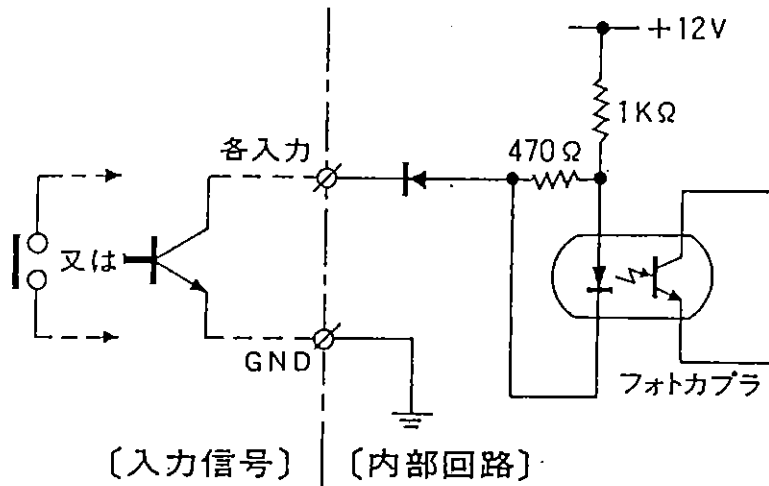 +12V
1KΩ
470Ω
各入力
又は
GND
フォトカプラ
〔入力信号〕
〔内部回路〕